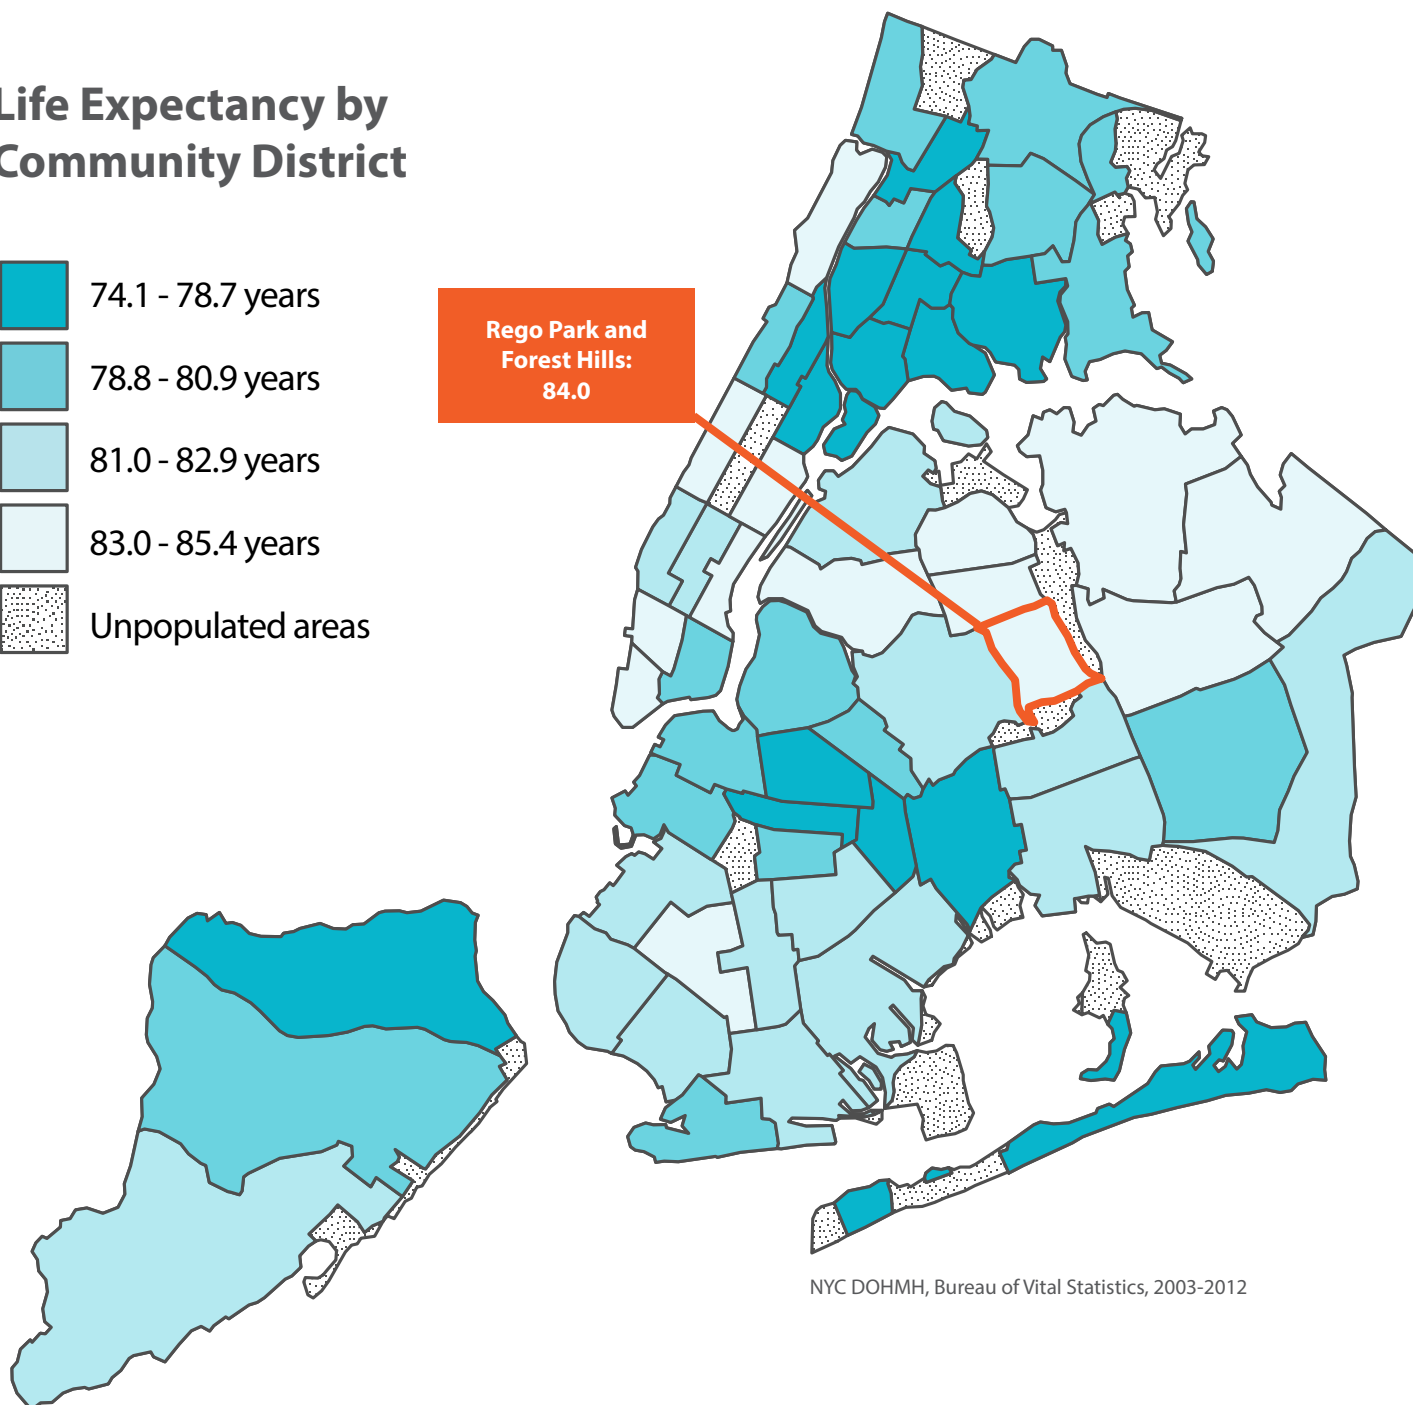 Life Expectancy by
Community District
74.1 - 78.7 years
78.8 - 80.9 years
81.0 - 82.9 years
83.0 - 85.4 years
Unpopulated areas
Rego Park and
Forest Hills:
84.0
NYC DOHMH, Bureau of Vital Statistics, 2003-2012